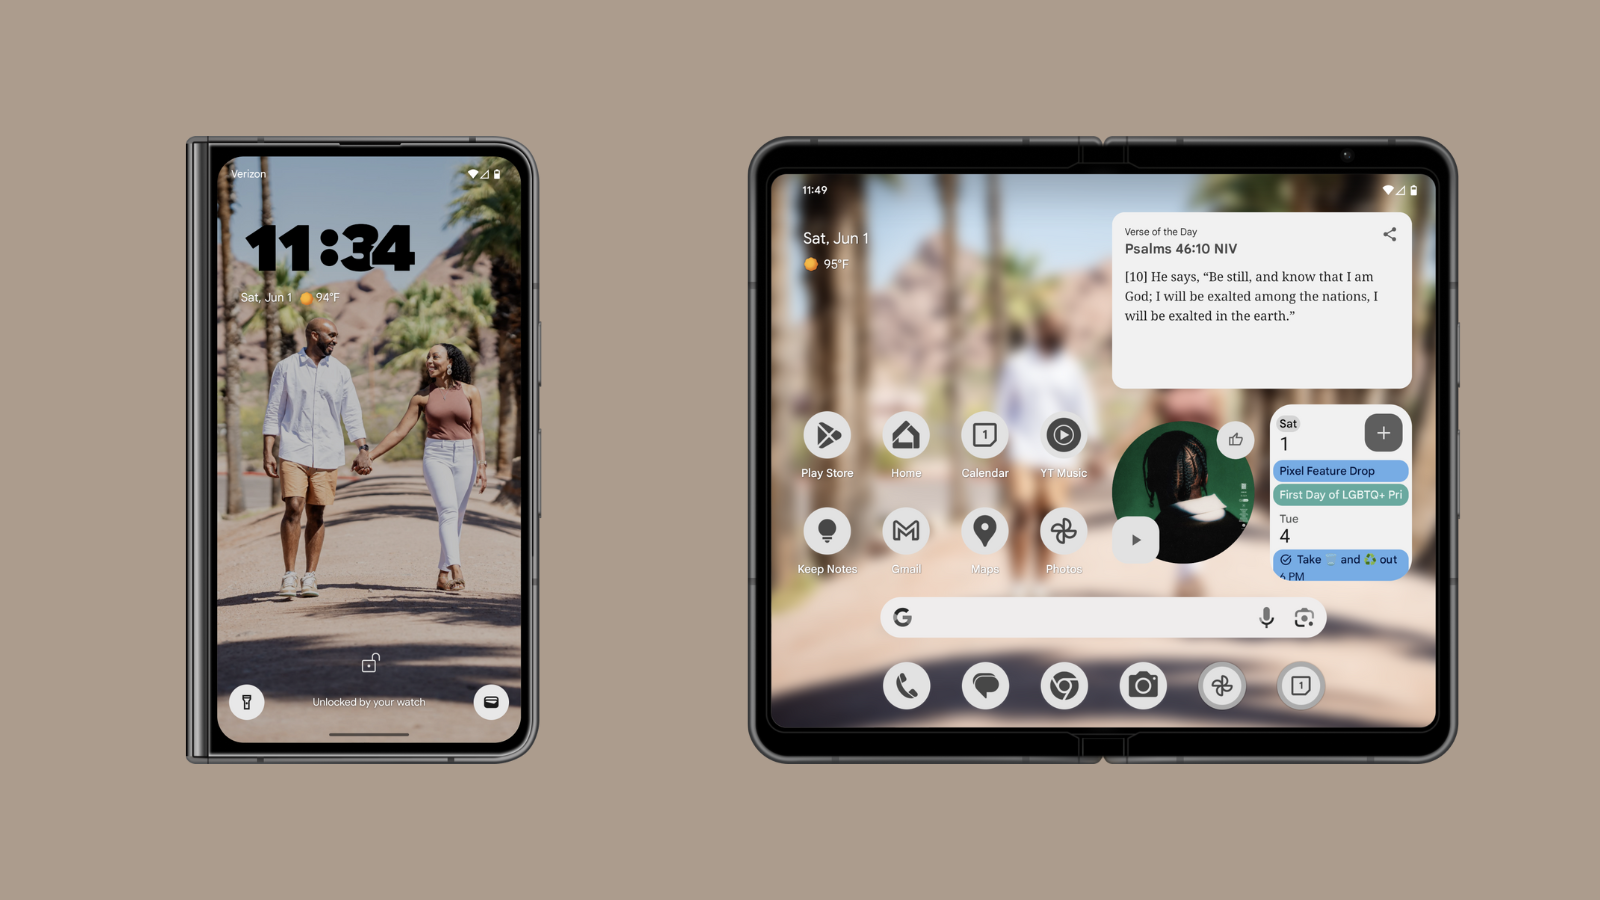 Verizon
11:34
Sat, Jun 1 94°F
Unlocked by your watch
11:49
Sat, Jun 1
95°F
Verse of the Day
Psalms 46:10 NIV
[10] He says, “Be still, and know that I am
God; I will be exalted among the nations, I
will be exalted in the earth.”
Play Store
Home
1
Calendar
YT Music
Keep Notes
Gmail
Maps
Photos
Sat
1
Pixel Feature Drop
First Day of LGBTQ+ Pri
Tue
4
Take 🗑️ and ♻️ out
6 PM
G
1